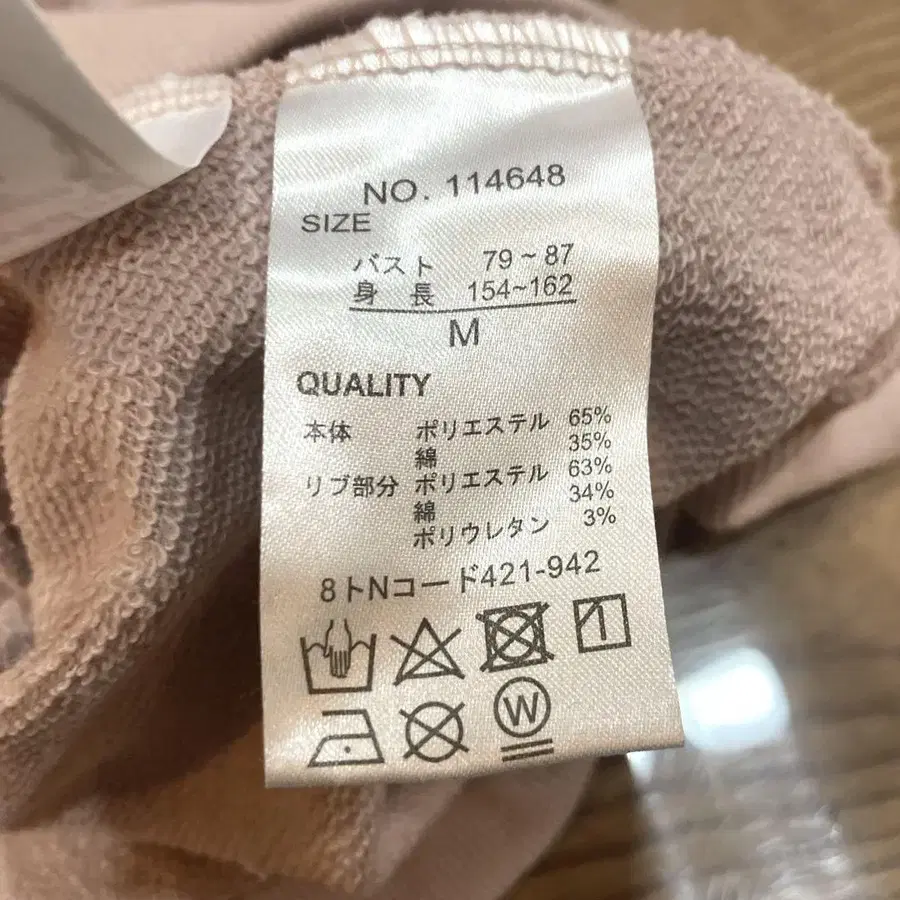 NO. 114648
SIZE
バスト 79~87
身 長 154~162
M
QUALITY
本体 ポリエステル 65%
綿 35%
リブ部分 ポリエステル 63%
綿 34%
ポリウレタン 3%
8トNコード421-942
W